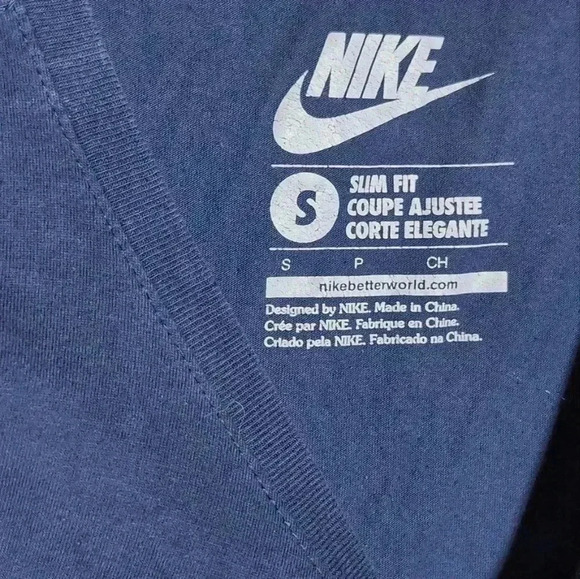 NIKE
S
SLIM FIT
COUPE AJUSTEE
CORTE ELEGANTE
S P CH
nikebetterworld.com
Designed by NIKE. Made in China.
Crée par NIKE. Fabrique en Chine.
Criado pela NIKE. Fabricado na China.